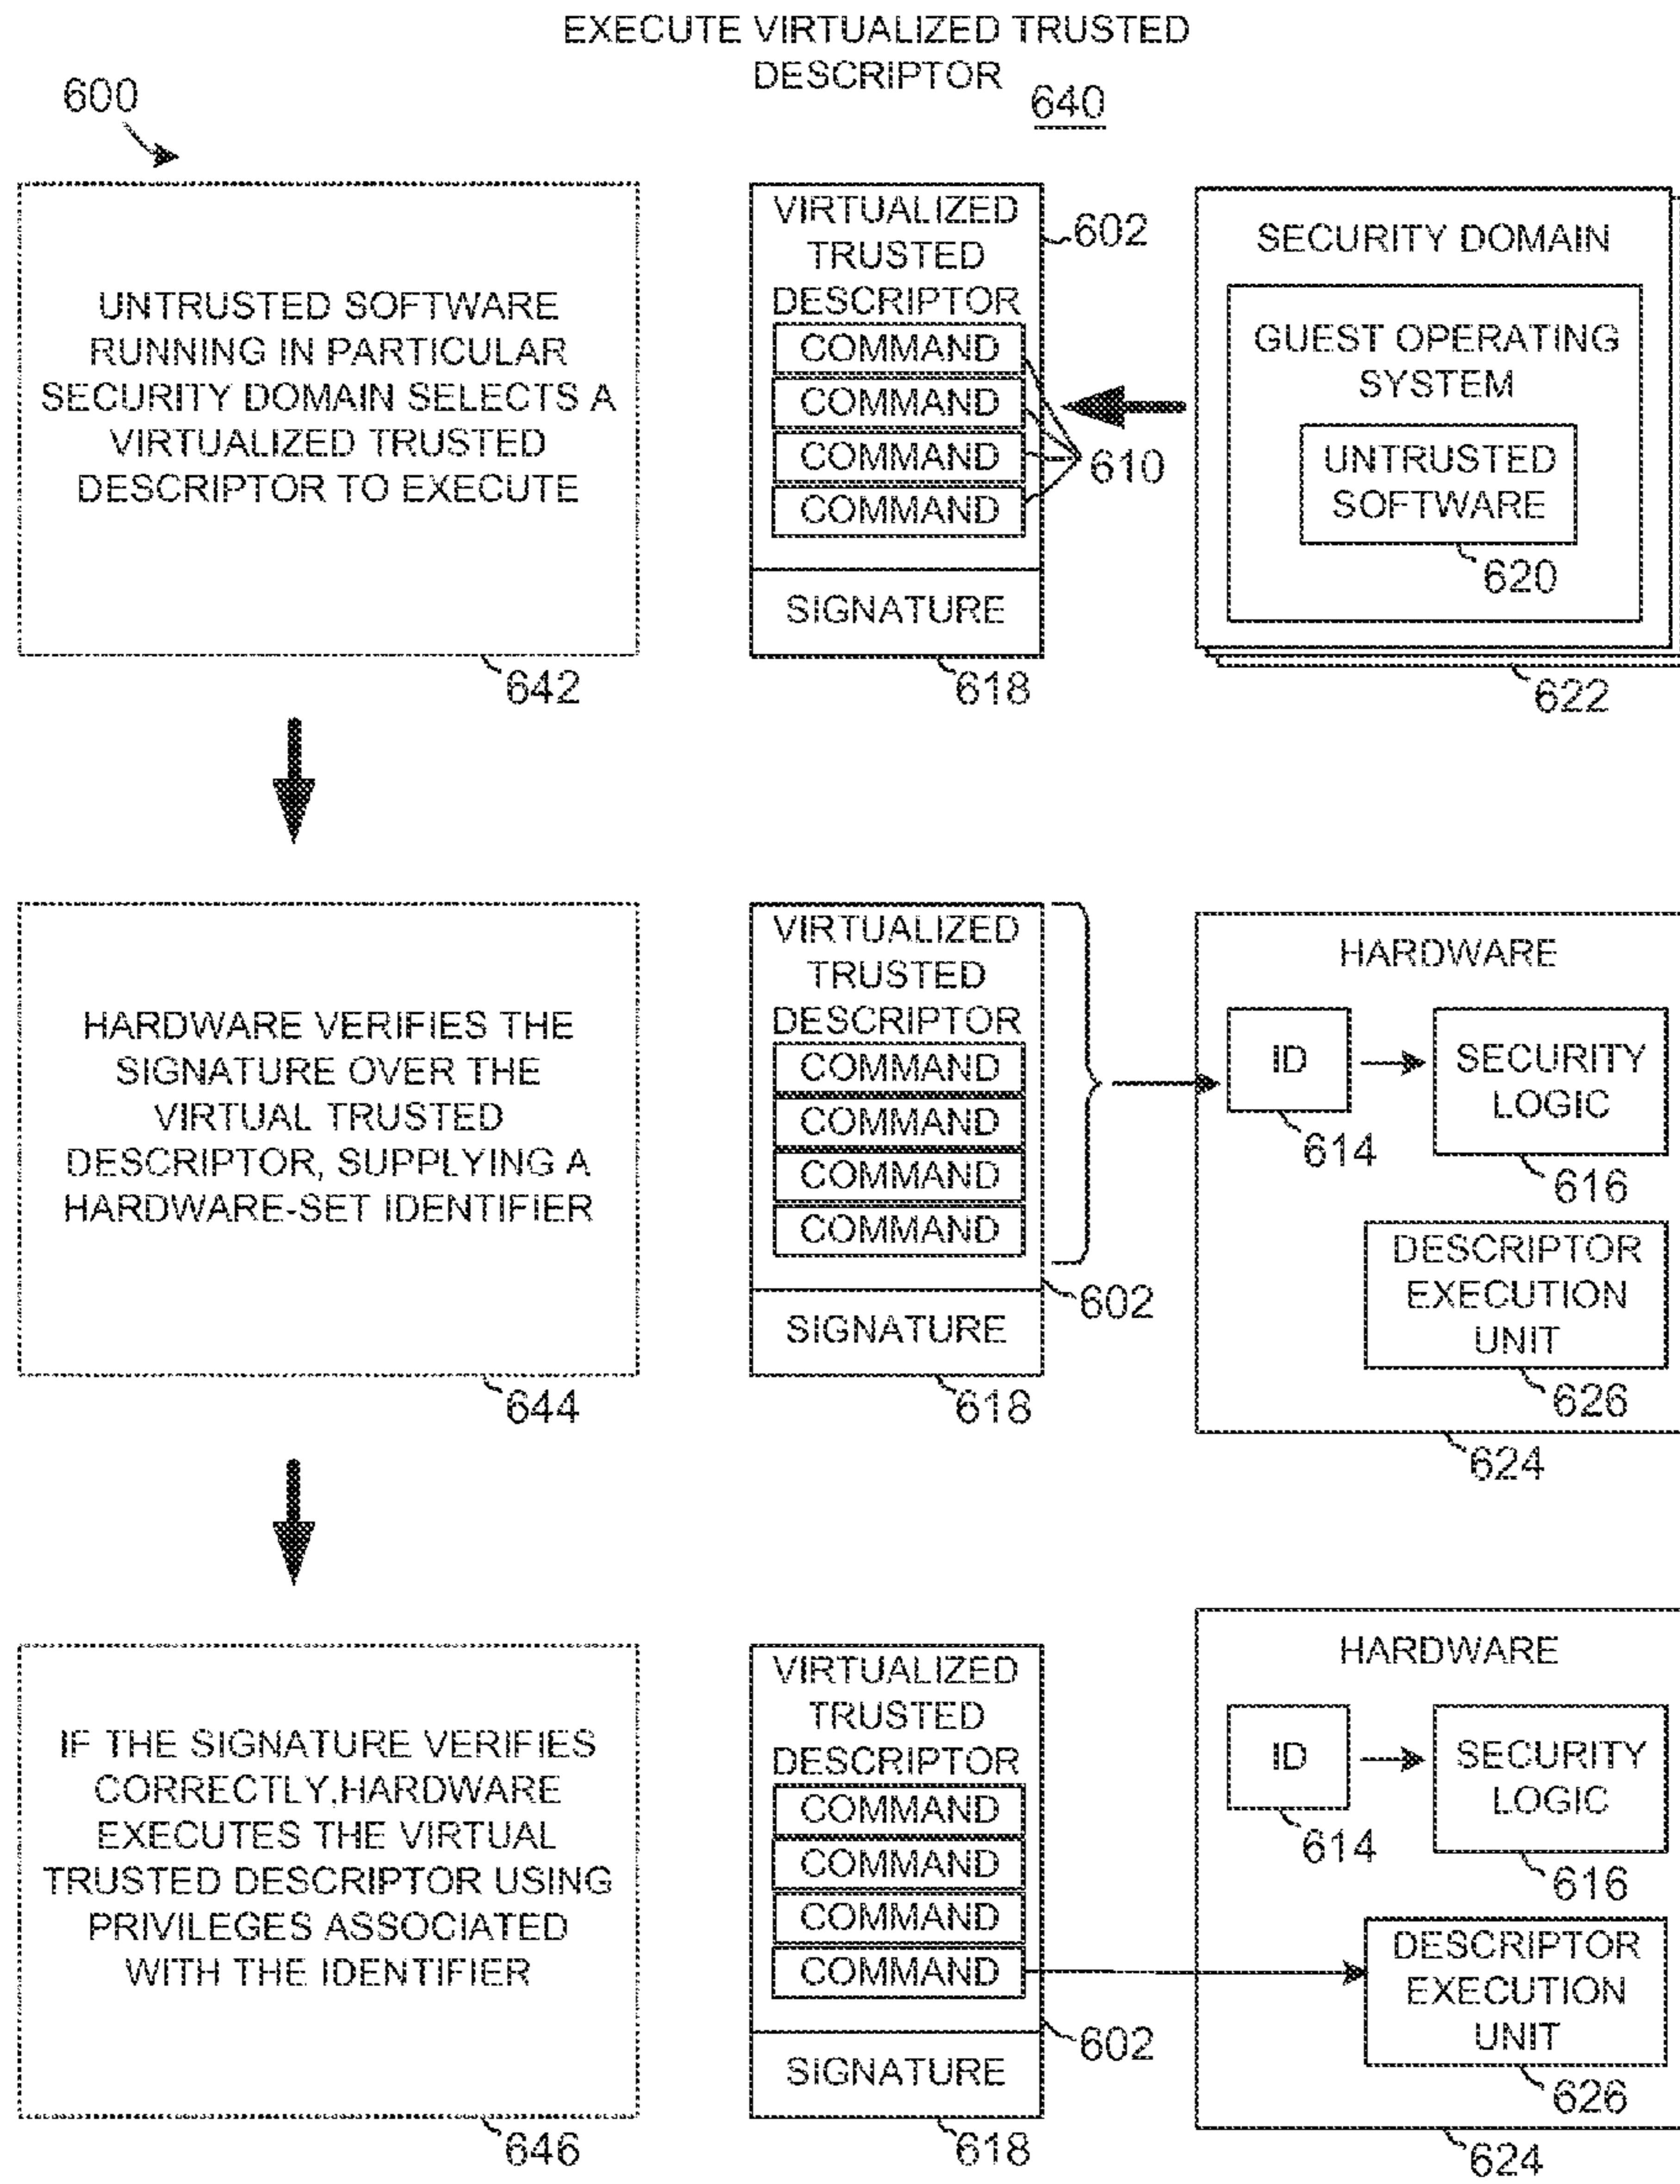 EXECUTE VIRTUALIZED TRUSTED
DESCRIPTOR
640
600
UNTRUSTED SOFTWARE
RUNNING IN PARTICULAR
SECURITY DOMAIN SELECTS A
VIRTUALIZED TRUSTED
DESCRIPTOR TO EXECUTE
642
VIRTUALIZED
TRUSTED
DESCRIPTOR
COMMAND
COMMAND
COMMAND
COMMAND
SIGNATURE
602
610
618
SECURITY DOMAIN
GUEST OPERATING
SYSTEM
UNTRUSTED
SOFTWARE
620
622
HARDWARE VERIFIES THE
SIGNATURE OVER THE
VIRTUAL TRUSTED
DESCRIPTOR, SUPPLYING A
HARDWARE-SET IDENTIFIER
644
VIRTUALIZED
TRUSTED
DESCRIPTOR
COMMAND
COMMAND
COMMAND
COMMAND
SIGNATURE
602
618
HARDWARE
ID
614
SECURITY
LOGIC
616
DESCRIPTOR
EXECUTION
UNIT
626
624
IF THE SIGNATURE VERIFIES
CORRECTLY,HARDWARE
EXECUTES THE VIRTUAL
TRUSTED DESCRIPTOR USING
PRIVILEGES ASSOCIATED
WITH THE IDENTIFIER
646
VIRTUALIZED
TRUSTED
DESCRIPTOR
COMMAND
COMMAND
COMMAND
COMMAND
SIGNATURE
602
618
HARDWARE
ID
614
SECURITY
LOGIC
616
DESCRIPTOR
EXECUTION
UNIT
626
624